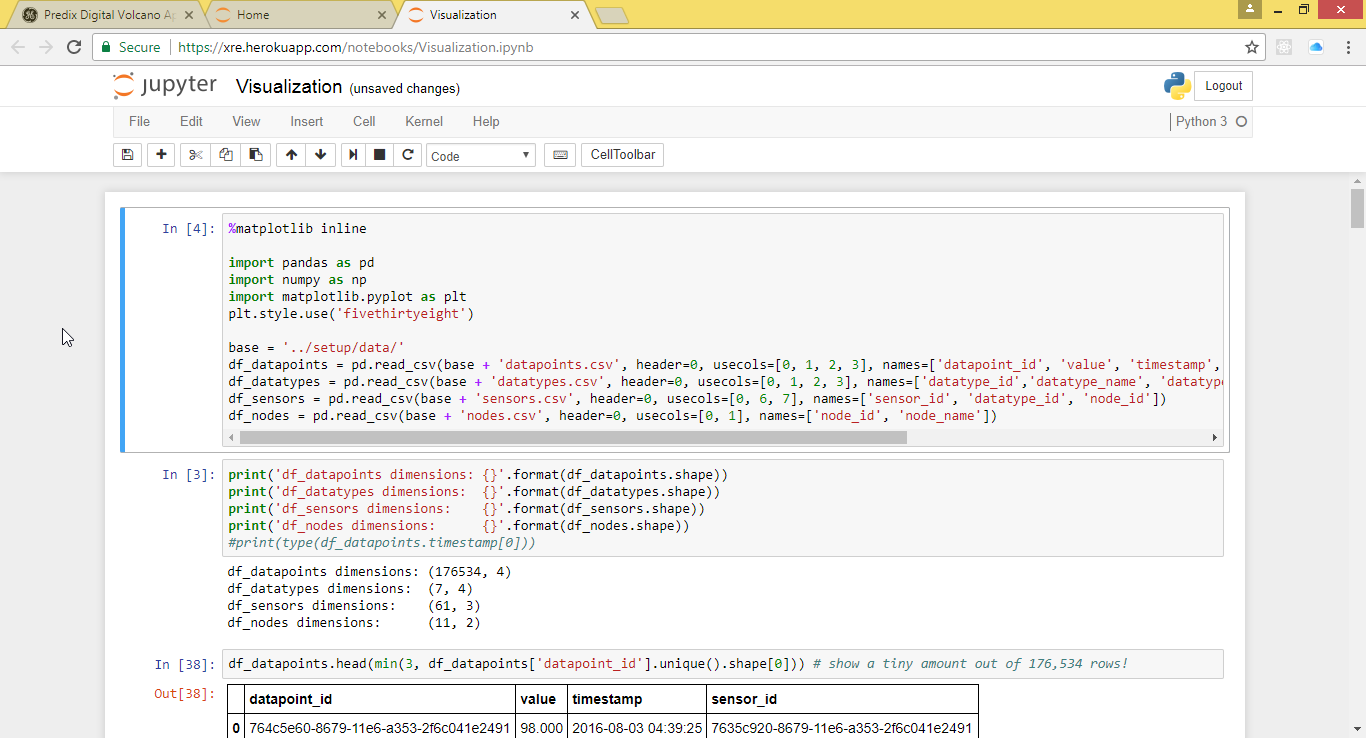 Predix Digital Volcano Ap
Home
Visualization
Secure
https://xre.herokuapp.com/notebooks/Visualization.ipynb
jupyter Visualization (unsaved changes)
Logout
File Edit View Insert Cell Kernel Help
Python 3
Code
CellToolbar
In [4]:
%matplotlib inline
import pandas as pd
import numpy as np
import matplotlib.pyplot as plt
plt.style.use('fivethirtyeight')
base = '../setup/data/'
df_datapoints = pd.read_csv(base + 'datapoints.csv', header=0, usecols=[0, 1, 2, 3], names=['datapoint_id', 'value', 'timestamp',
df_datatypes = pd.read_csv(base + 'datatypes.csv', header=0, usecols=[0, 1, 2, 3], names=['datatype_id','datatype_name', 'datatype
df_sensors = pd.read_csv(base + 'sensors.csv', header=0, usecols=[0, 6, 7], names=['sensor_id', 'datatype_id', 'node_id'])
df_nodes = pd.read_csv(base + 'nodes.csv', header=0, usecols=[0, 1], names=['node_id', 'node_name'])
In [3]:
print('df_datapoints dimensions: {}'.format(df_datapoints.shape))
print('df_datatypes dimensions:  {}'.format(df_datatypes.shape))
print('df_sensors dimensions:    {}'.format(df_sensors.shape))
print('df_nodes dimensions:      {}'.format(df_nodes.shape))
#print(type(df_datapoints.timestamp[0]))
df_datapoints dimensions: (176534, 4)
df_datatypes dimensions:  (7, 4)
df_sensors dimensions:    (61, 3)
df_nodes dimensions:      (11, 2)
In [38]:
df_datapoints.head(min(3, df_datapoints['datapoint_id'].unique().shape[0])) # show a tiny amount out of 176,534 rows!
Out[38]:
datapoint_id value timestamp sensor_id
0 764c5e60-8679-11e6-a353-2f6c041e2491 98.000 2016-08-03 04:39:25 7635c920-8679-11e6-a353-2f6c041e2491